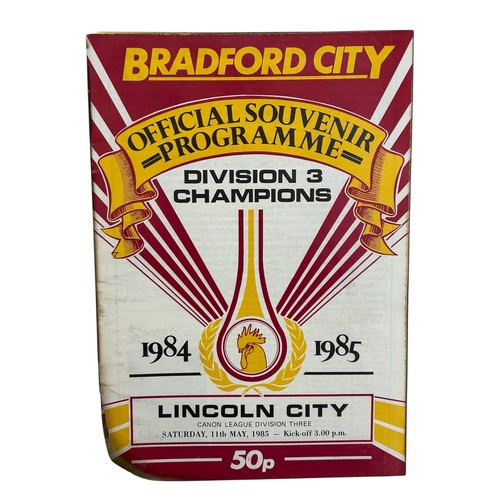 BRADFORD CITY
OFFICIAL SOUVENIR
PROGRAMME
DIVISION 3
CHAMPIONS
1984 1985
LINCOLN CITY
CANON LEAGUE DIVISION THREE
SATURDAY, 11th MAY, 1985 — Kick-off 3.00 p.m.
50p